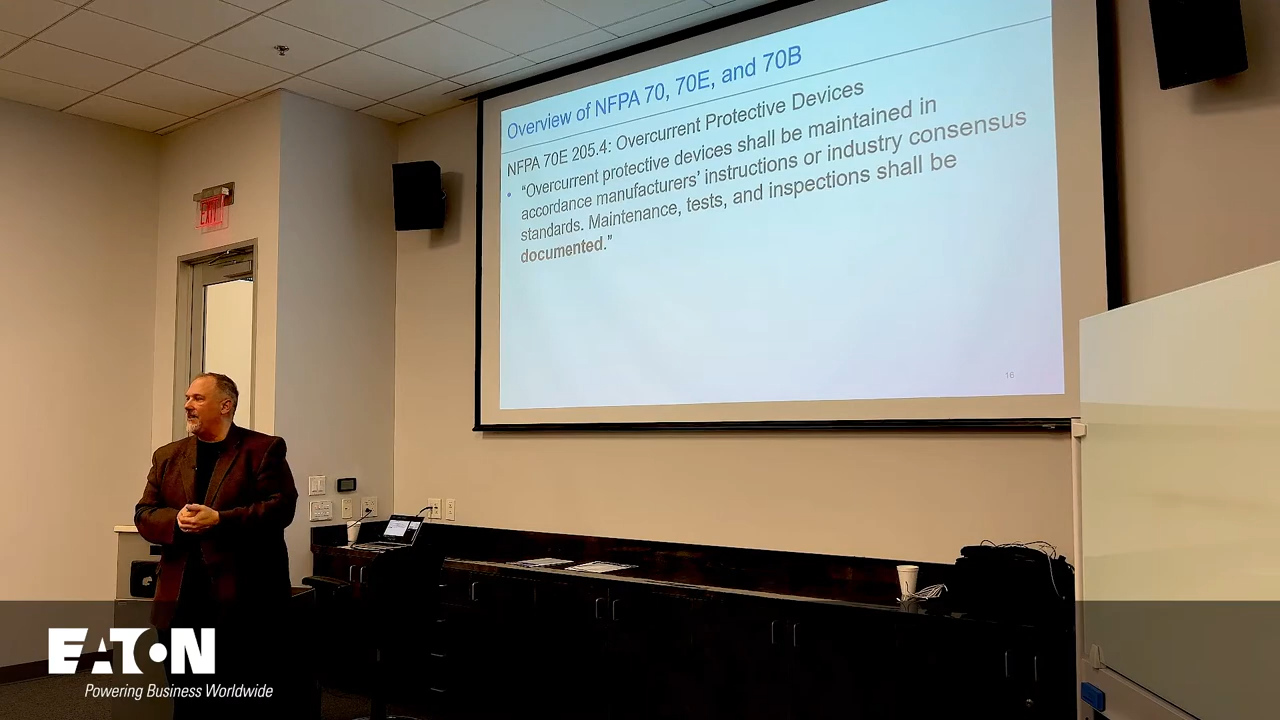 Overview of NFPA 70, 70E, and 70B
NFPA 70E 205.4: Overcurrent Protective Devices
• “Overcurrent protective devices shall be maintained in
accordance manufacturers’ instructions or industry consensus
standards. Maintenance, tests, and inspections shall be
documented.”
16
EXIT
EATON
Powering Business Worldwide